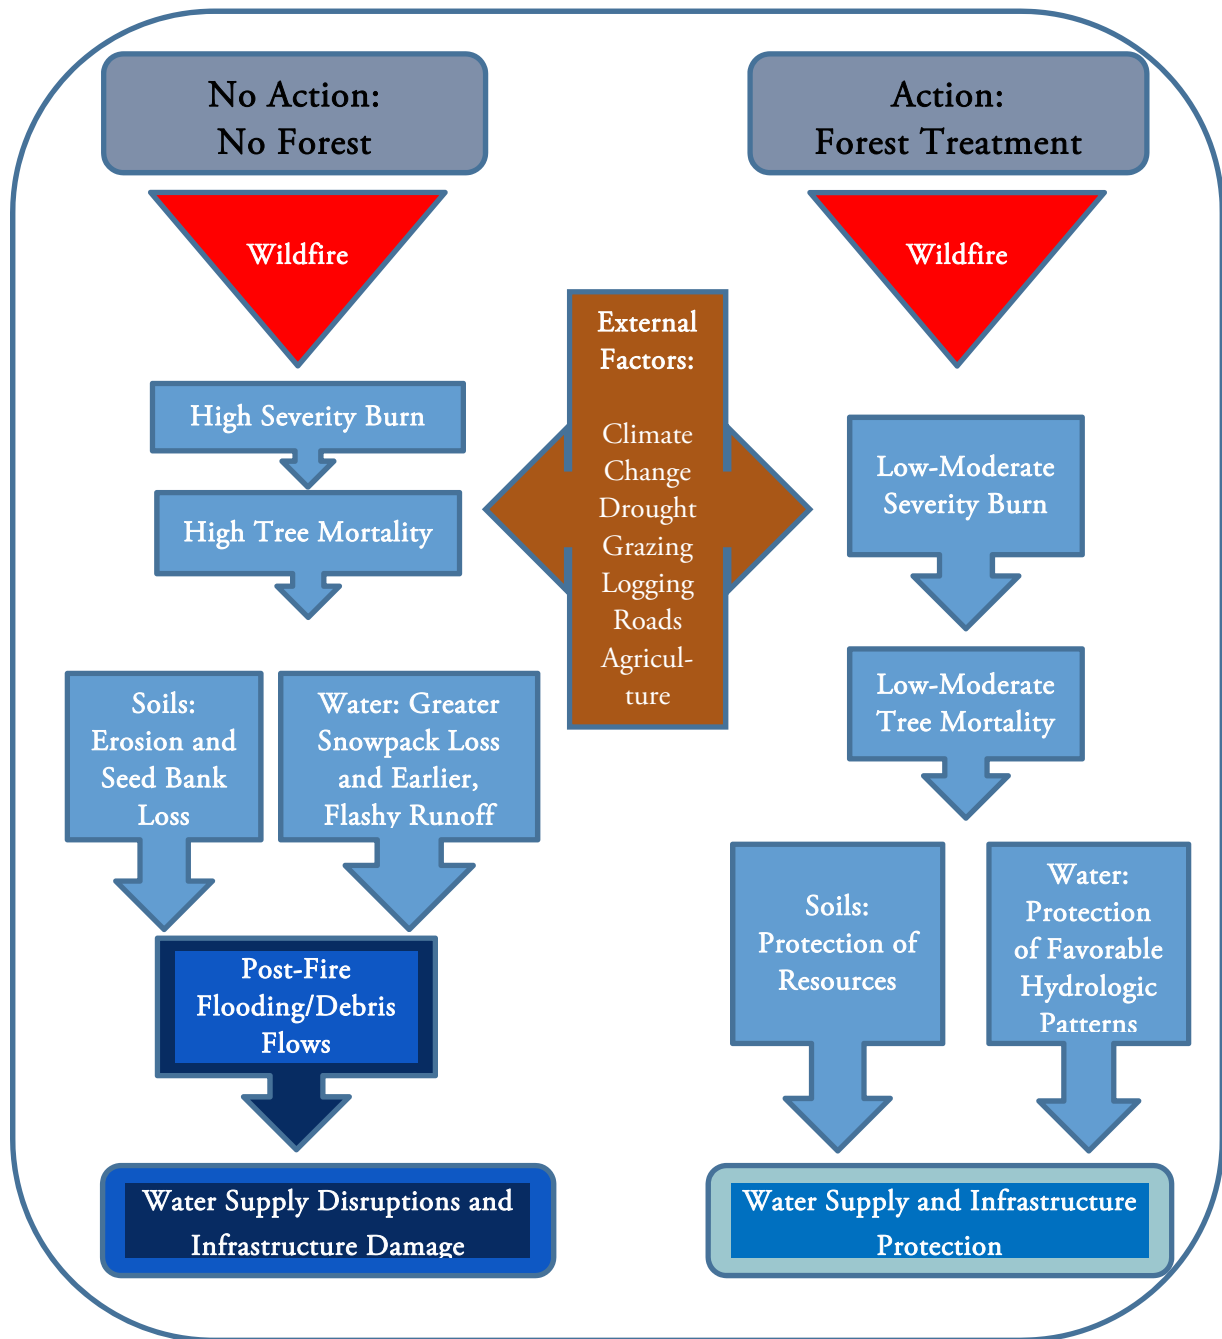 No Action:
No Forest
Action:
Forest Treatment
Wildfire
Wildfire
External
Factors:
Climate
Change
Drought
Grazing
Logging
Roads
Agricul-
ture
High Severity Burn
High Tree Mortality
Soils:
Erosion and
Seed Bank
Loss
Water: Greater
Snowpack Loss
and Earlier,
Flashy Runoff
Post-Fire
Flooding/Debris
Flows
Water Supply Disruptions and
Infrastructure Damage
Low-Moderate
Severity Burn
Low-Moderate
Tree Mortality
Soils:
Protection of
Resources
Water:
Protection
of Favorable
Hydrologic
Patterns
Water Supply and Infrastructure
Protection